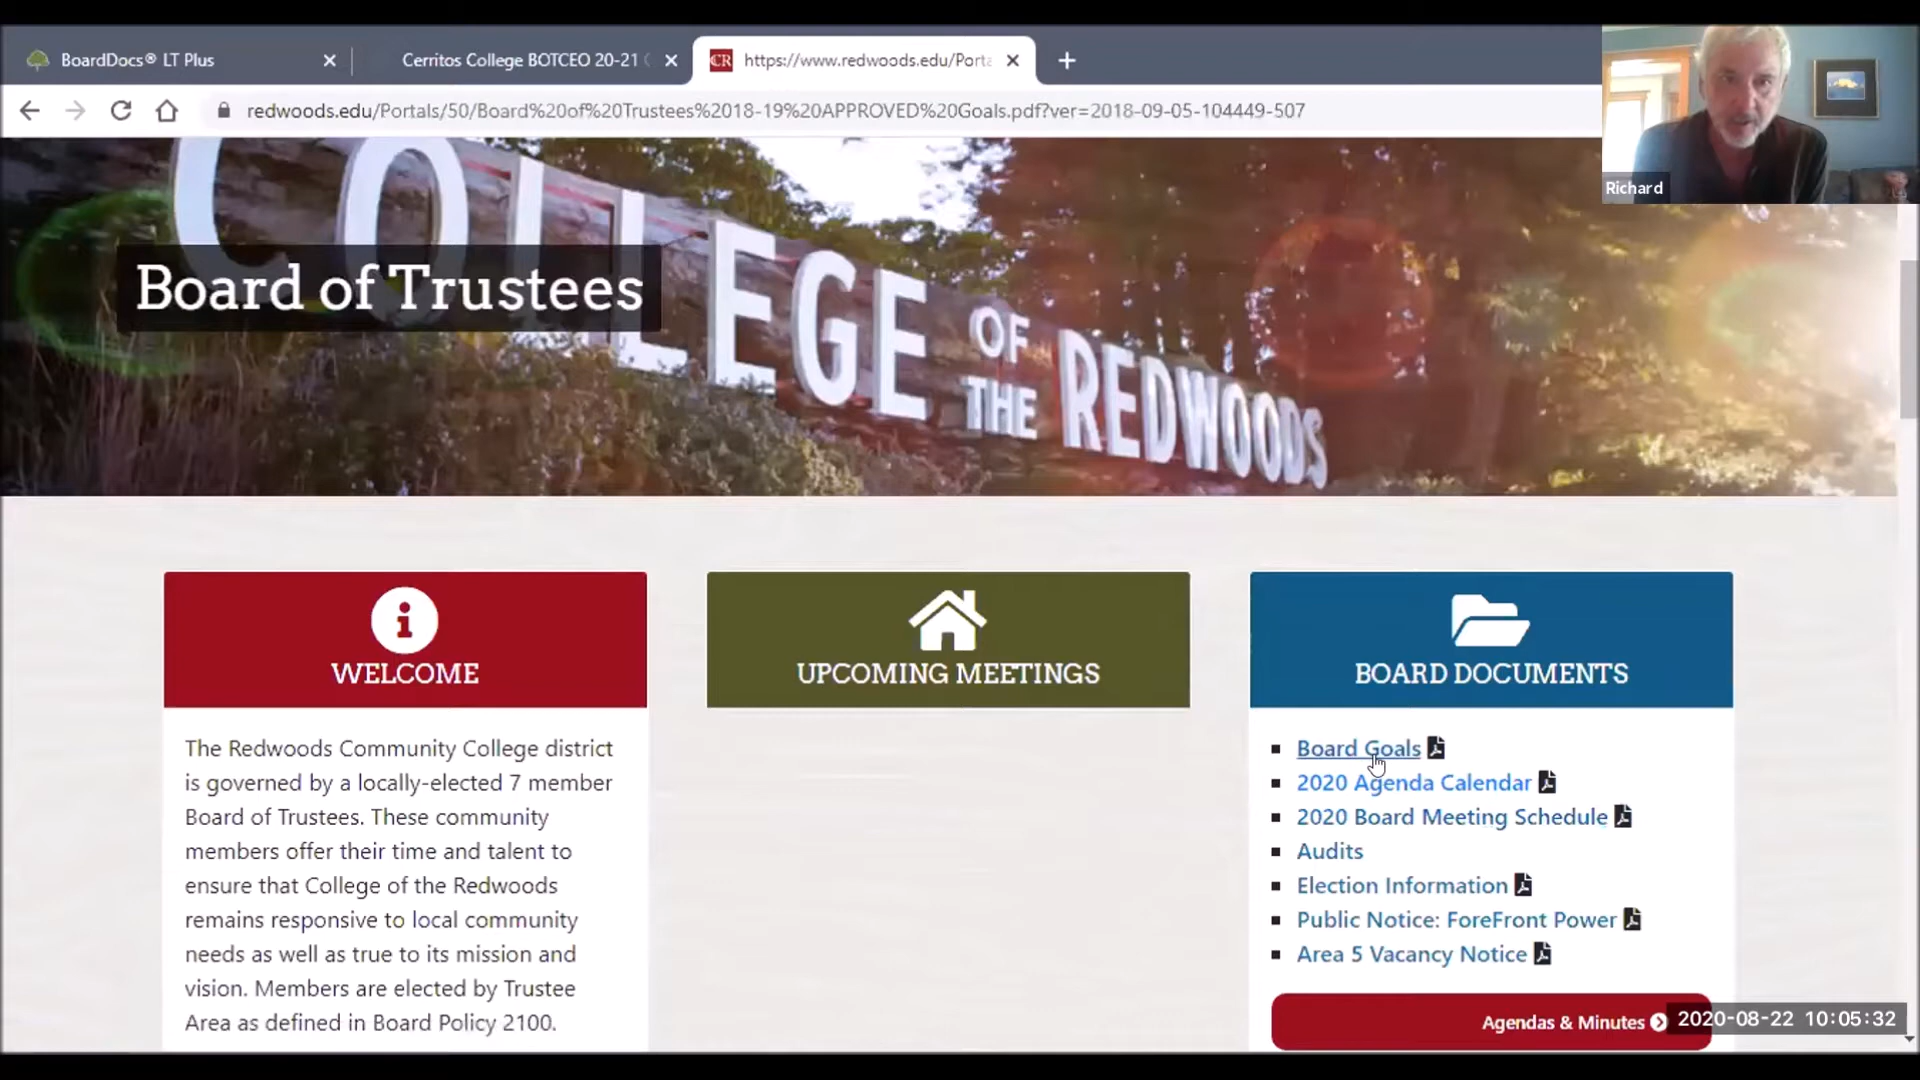 BoardDocs® LT Plus
Cerritos College BOTCEO 20-21
CR
https://www.redwoods.edu/Porta
redwoods.edu/Portals/50/Board%20of%20Trustees%2018-19%20APPROVED%20Goals.pdf?ver=2018-09-05-104449-507
Richard
COLLEGE OF THE REDWOODS
Board of Trustees
WELCOME
The Redwoods Community College district
is governed by a locally-elected 7 member
Board of Trustees. These community
members offer their time and talent to
ensure that College of the Redwoods
remains responsive to local community
needs as well as true to its mission and
vision. Members are elected by Trustee
Area as defined in Board Policy 2100.
UPCOMING MEETINGS
BOARD DOCUMENTS
Board Goals
2020 Agenda Calendar
2020 Board Meeting Schedule
Audits
Election Information
Public Notice: ForeFront Power
Area 5 Vacancy Notice
Agendas & Minutes
2020-08-22 10:05:32